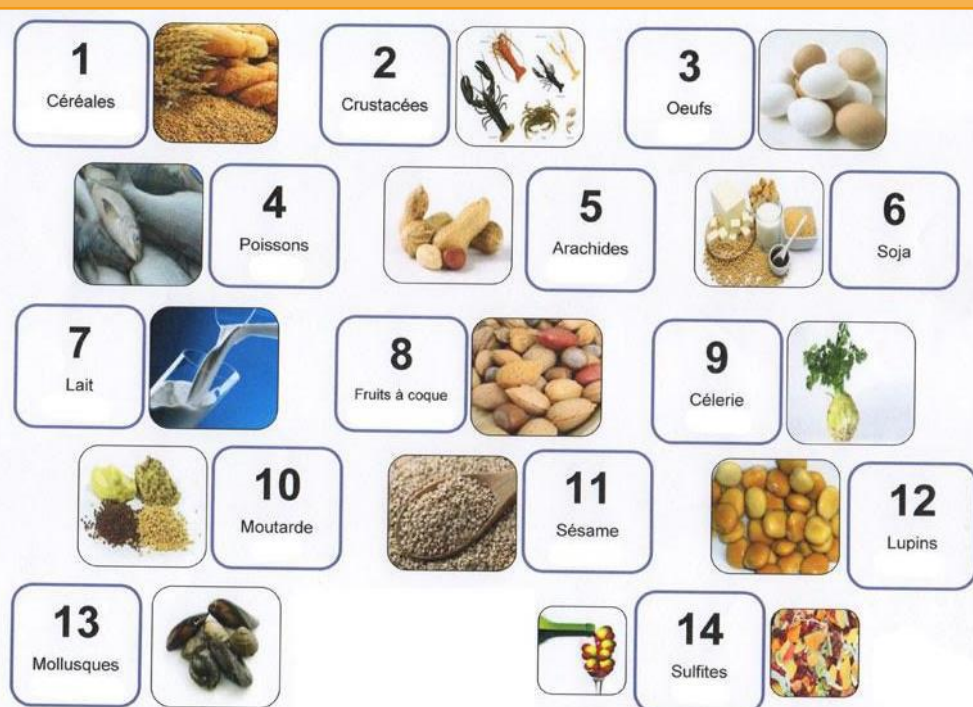 1
Céréales
2
Crustacées
3
Oeufs
4
Poissons
5
Arachides
6
Soja
7
Lait
8
Fruits à coque
9
Célerie
10
Moutarde
11
Sésame
12
Lupins
13
Mollusques
14
Sulfites